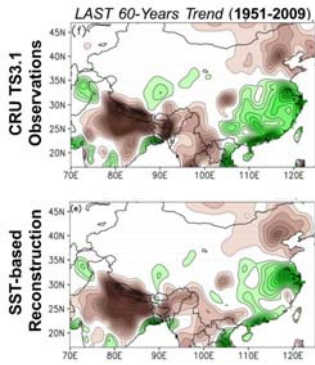 LAST 60-Years Trend (1951-2009)
CRU TS3.1
Observations
(f)
45N
40N
35N
30N
25N
20N
70E 80E 90E 100E 110E 120E
SST-based
Reconstruction
(e)
45N
40N
35N
30N
25N
20N
70E 80E 90E 100E 110E 120E